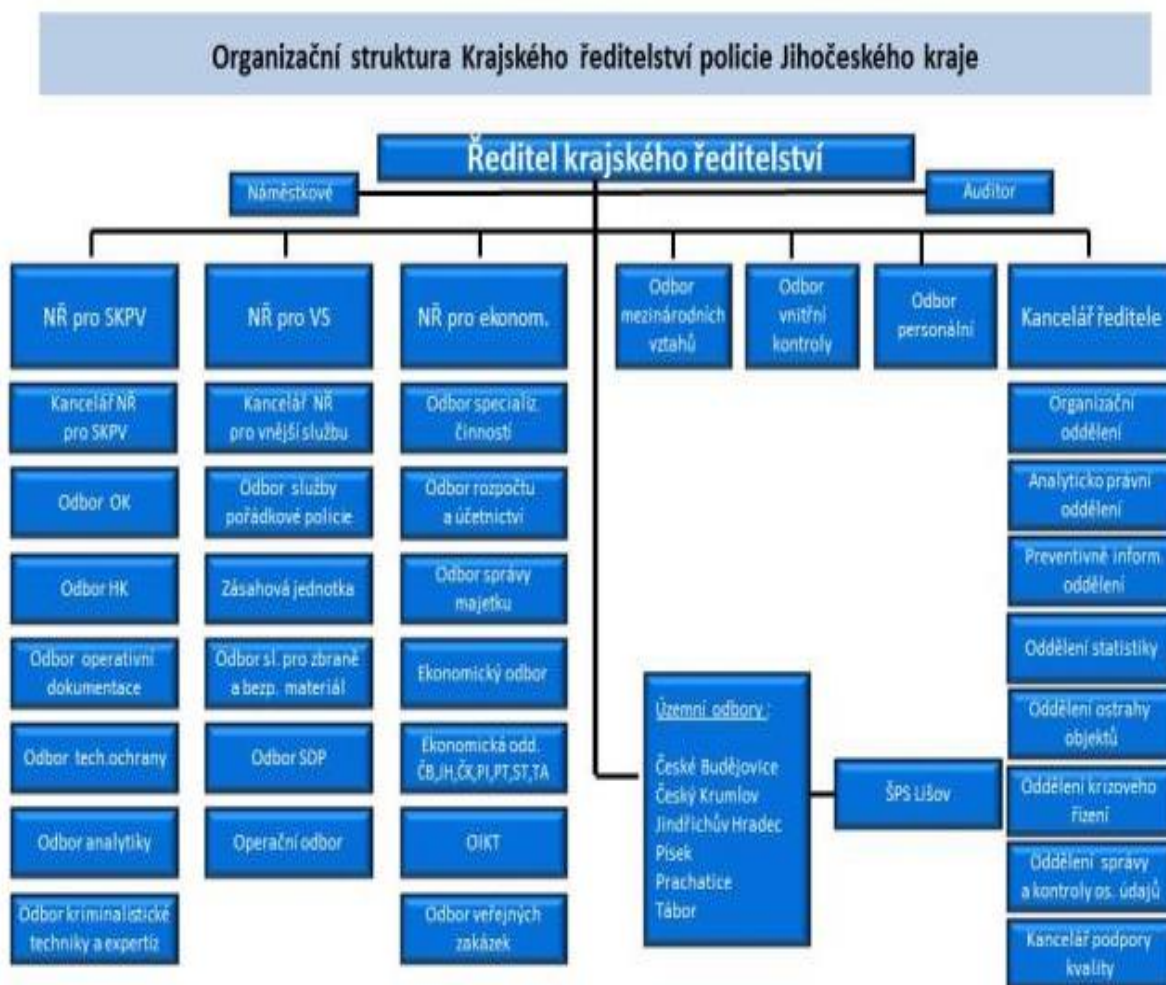 Organizační struktura Krajského ředitelství policie Jihočeského kraje
Ředitel krajského ředitelství
Náměstkové
Auditor
NŘ pro SKPV
NŘ pro VS
NŘ pro ekonom.
Odbor
mezinárodních
vztahů
Odbor
vnitřní
kontroly
Odbor
personální
Kancelář ředitele
Kancelář NŘ
pro SKPV
Odbor OK
Odbor HK
Odbor operativní
dokumentace
Odbor tech.ochrany
Odbor analytiky
Odbor kriminalistické
techniky a expertíz
Kancelář NŘ
pro vnější službu
Odbor služby
pořádkové policie
Zásahová jednotka
Odbor sl. pro zbraně
a bezp. materiál
Odbor SDP
Operační odbor
Odbor specializ.
činností
Odbor rozpočtu
a účetnictví
Odbor správy
majetku
Ekonomický odbor
Ekonomická odd.
ČB,JH,ČK,PI,PT,ST,TA
OIKT
Odbor veřejných
zakázek
Územní odbory :
České Budějovice
Český Krumlov
Jindřichův Hradec
Písek
Prachatice
Tábor
ŠPS Lišov
Organizační
oddělení
Analyticko právní
oddělení
Preventivně inform.
oddělení
Oddělení statistiky
Oddělení ostrahy
objektů
Oddělení krizového
řízení
Oddělení správy
a kontroly os. údajů
Kancelář podpory
kvality